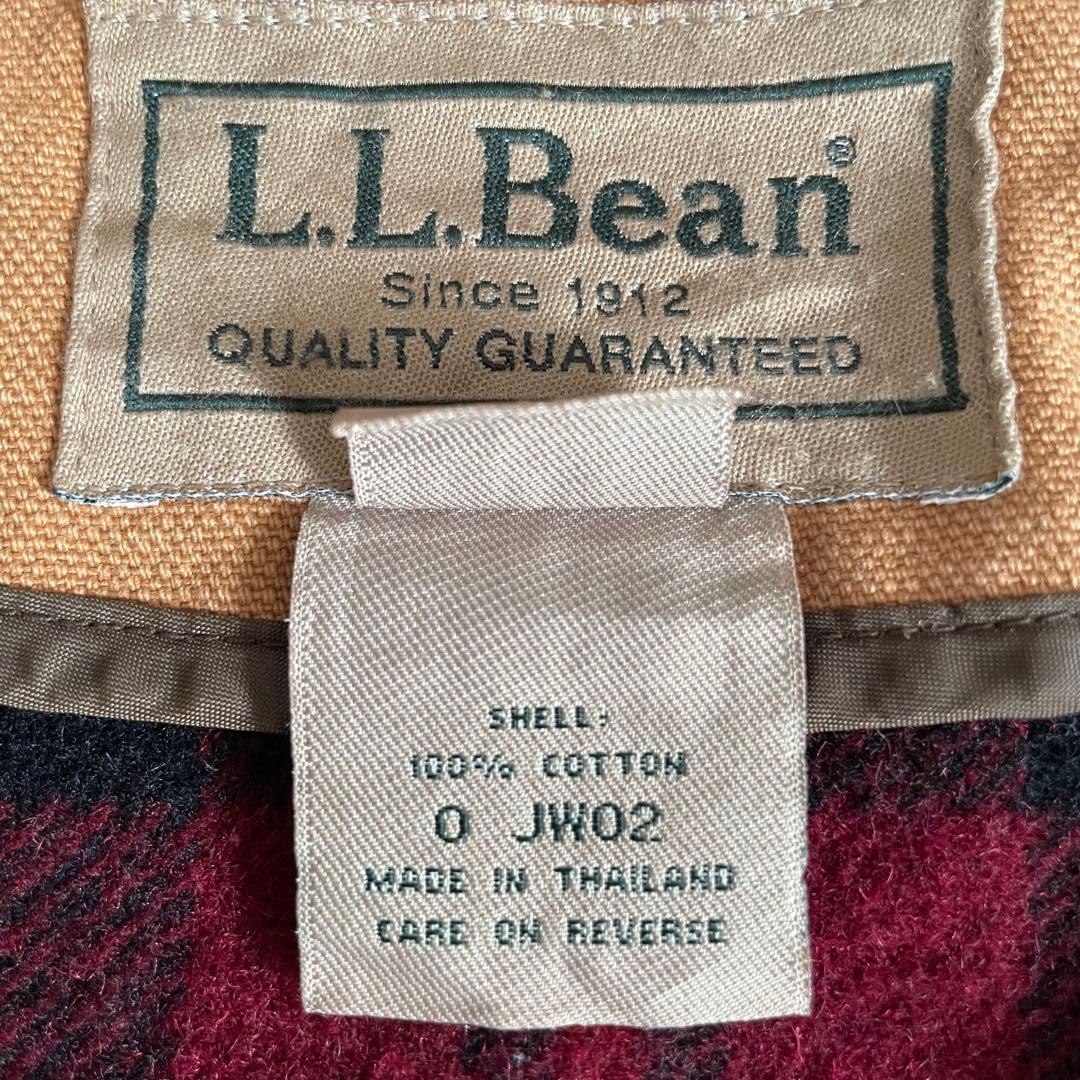 L.L.Bean®
Since 1912
QUALITY GUARANTEED
SHELL:
100% COTTON
0 JW02
MADE IN THAILAND
CARE ON REVERSE